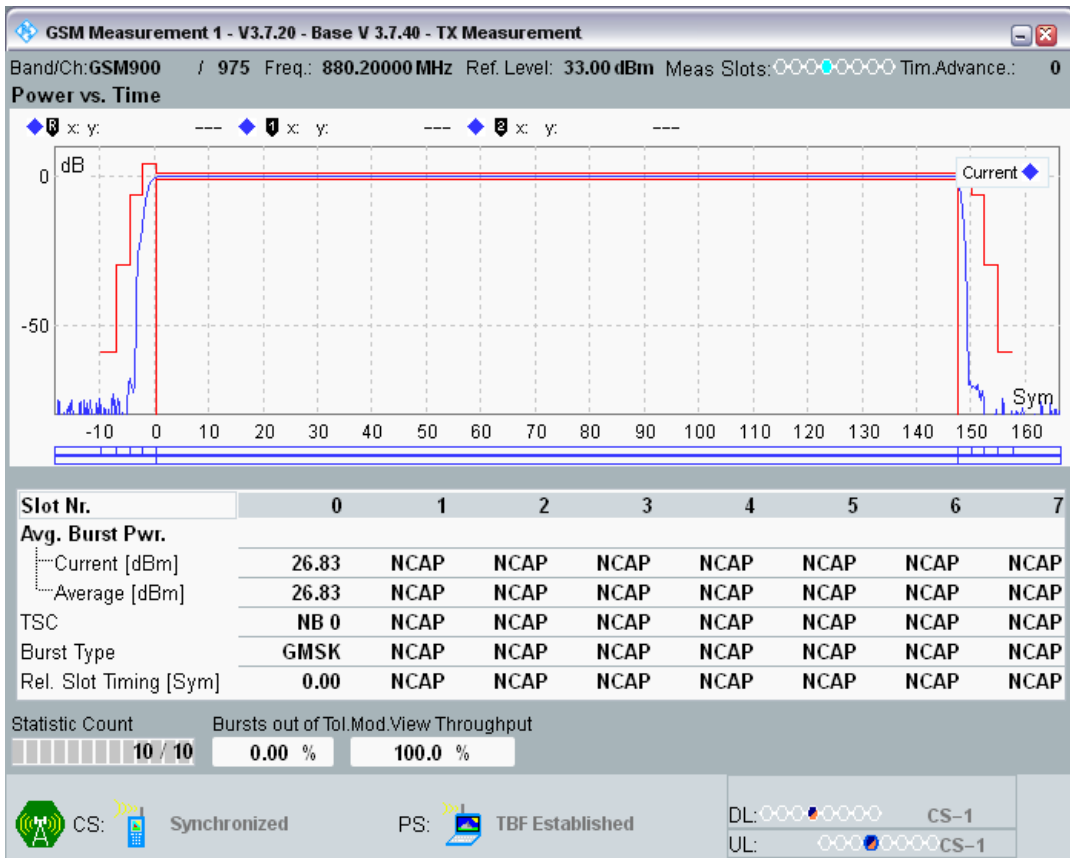 GSM Measurement 1 - V3.7.20 - Base V 3.7.40 - TX Measurement
Band/Ch:GSM900 / 975 Freq.: 880.20000 MHz Ref. Level: 33.00 dBm Meas Slots: Tim.Advance.: 0
Power vs. Time
R x: y: --- 1 x: y: --- 2 x: y: ---
dB
Current
0
-50
Sym
-10 0 10 20 30 40 50 60 70 80 90 100 110 120 130 140 150 160
Slot Nr. 0 1 2 3 4 5 6 7
Avg. Burst Pwr.
Current [dBm] 26.83 NCAP NCAP NCAP NCAP NCAP NCAP NCAP
Average [dBm] 26.83 NCAP NCAP NCAP NCAP NCAP NCAP NCAP
TSC NB 0 NCAP NCAP NCAP NCAP NCAP NCAP NCAP
Burst Type GMSK NCAP NCAP NCAP NCAP NCAP NCAP NCAP
Rel. Slot Timing [Sym] 0.00 NCAP NCAP NCAP NCAP NCAP NCAP NCAP
Statistic Count Bursts out of Tol.Mod.View Throughput
10 / 10 0.00 % 100.0 %
CS: Synchronized PS: TBF Established
DL: CS-1
UL: CS-1